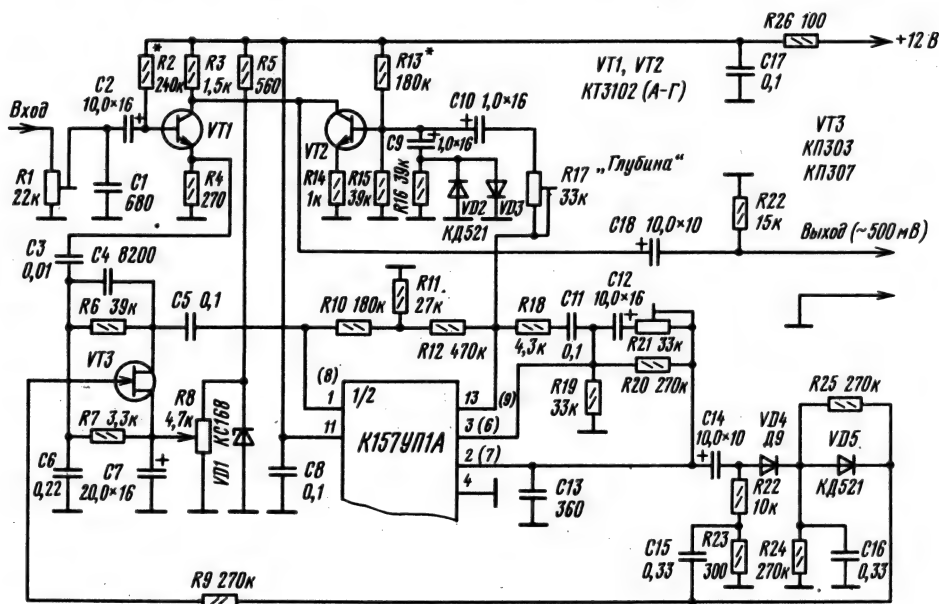 R26 100
+12 В
*
R2
240к
R3
1,5к
R5
560
R13*
180к
C17
0,1
VT1, VT2
КТ3102 (А-Г)
C2
10,0×16
+
Вход
VT1
VT2
C10 1,0×16
+
C9
+
1,0×16
VT3
КП303
КП307
R1
22к
C1
680
R4
270
R14
1к
R15
39к
R16 39к
VD2
VD3
КД521
R17
33к
„Глубина“
R22
15к
C18 10,0×10
+
Выход (~500 мВ)
C3
0,01
C4 8200
R6 39к
C5 0,1
R10 180к
R11
27к
R12 470к
R18
4,3к
C11
0,1
C12
10,0×16
+
R21 33к
R20 270к
R19
33к
VT3
R7 3,3к
R8
4,7к
КС168
VD1
C6
0,22
C7
20,0×16
+
C8
0,1
(8)
1
11
1/2
К157УП1А
13
(9)
3 (6)
2 (7)
4
C13
360
C14
10,0×10
+
VD4
Д9
R25 270к
VD5
КД521
R22
10к
C15
0,33
R23
300
R24
270к
C16
0,33
R9 270к